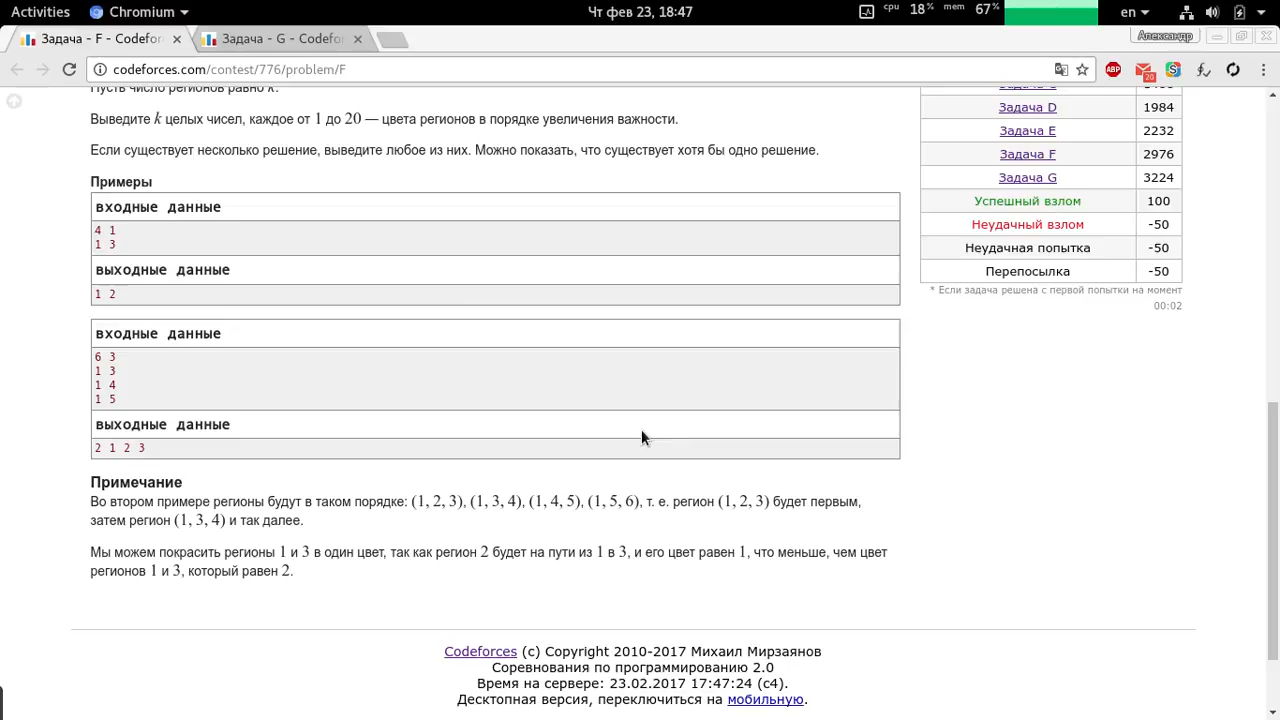 Activities Chromium Чт фев 23, 18:47 cpu 18% mem 67% en
Задача - F - Codefor × Задача - G - Codefor × Александр
codeforces.com/contest/776/problem/F ABP 20
Пусть число регионов равно k.
Выведите k целых чисел, каждое от 1 до 20 — цвета регионов в порядке увеличения важности.
Если существует несколько решение, выведите любое из них. Можно показать, что существует хотя бы одно решение.
Примеры
входные данные
4 1
1 3
выходные данные
1 2
входные данные
6 3
1 3
1 4
1 5
выходные данные
2 1 2 3
Примечание
Во втором примере регионы будут в таком порядке: (1, 2, 3), (1, 3, 4), (1, 4, 5), (1, 5, 6), т. е. регион (1, 2, 3) будет первым,
затем регион (1, 3, 4) и так далее.
Мы можем покрасить регионы 1 и 3 в один цвет, так как регион 2 будет на пути из 1 в 3, и его цвет равен 1, что меньше, чем цвет
регионов 1 и 3, который равен 2.
Задача D 1984
Задача E 2232
Задача F 2976
Задача G 3224
Успешный взлом 100
Неудачный взлом -50
Неудачная попытка -50
Перепосылка -50
* Если задача решена с первой попытки на момент
00:02
Codeforces (c) Copyright 2010-2017 Михаил Мирзаянов
Соревнования по программированию 2.0
Время на сервере: 23.02.2017 17:47:24 (c4).
Десктопная версия, переключиться на мобильную.